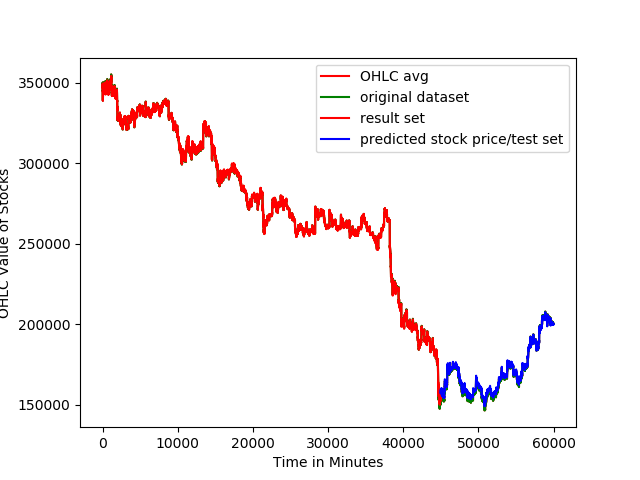 OHLC avg
original dataset
result set
predicted stock price/test set
350000
300000
250000
200000
150000
OHLC Value of Stocks
0
10000
20000
30000
40000
50000
60000
Time in Minutes